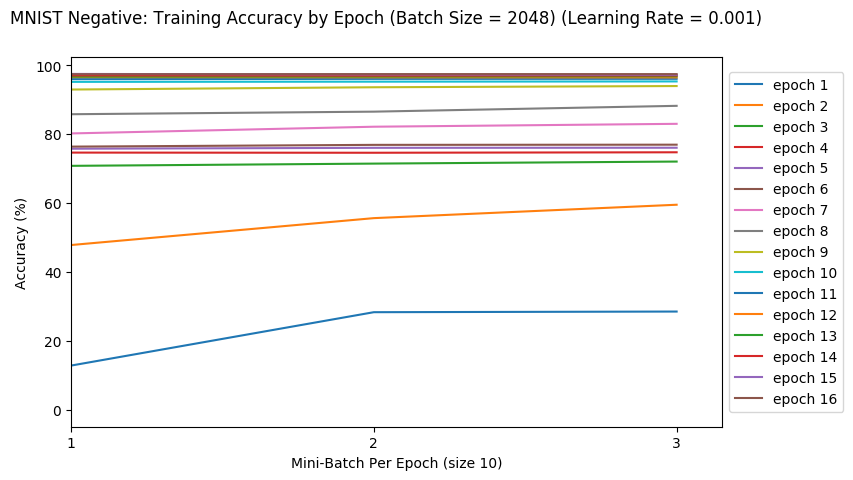 MNIST Negative: Training Accuracy by Epoch (Batch Size = 2048) (Learning Rate = 0.001)
100
80
60
40
20
0
Accuracy (%)
1
2
3
Mini-Batch Per Epoch (size 10)
epoch 1
epoch 2
epoch 3
epoch 4
epoch 5
epoch 6
epoch 7
epoch 8
epoch 9
epoch 10
epoch 11
epoch 12
epoch 13
epoch 14
epoch 15
epoch 16